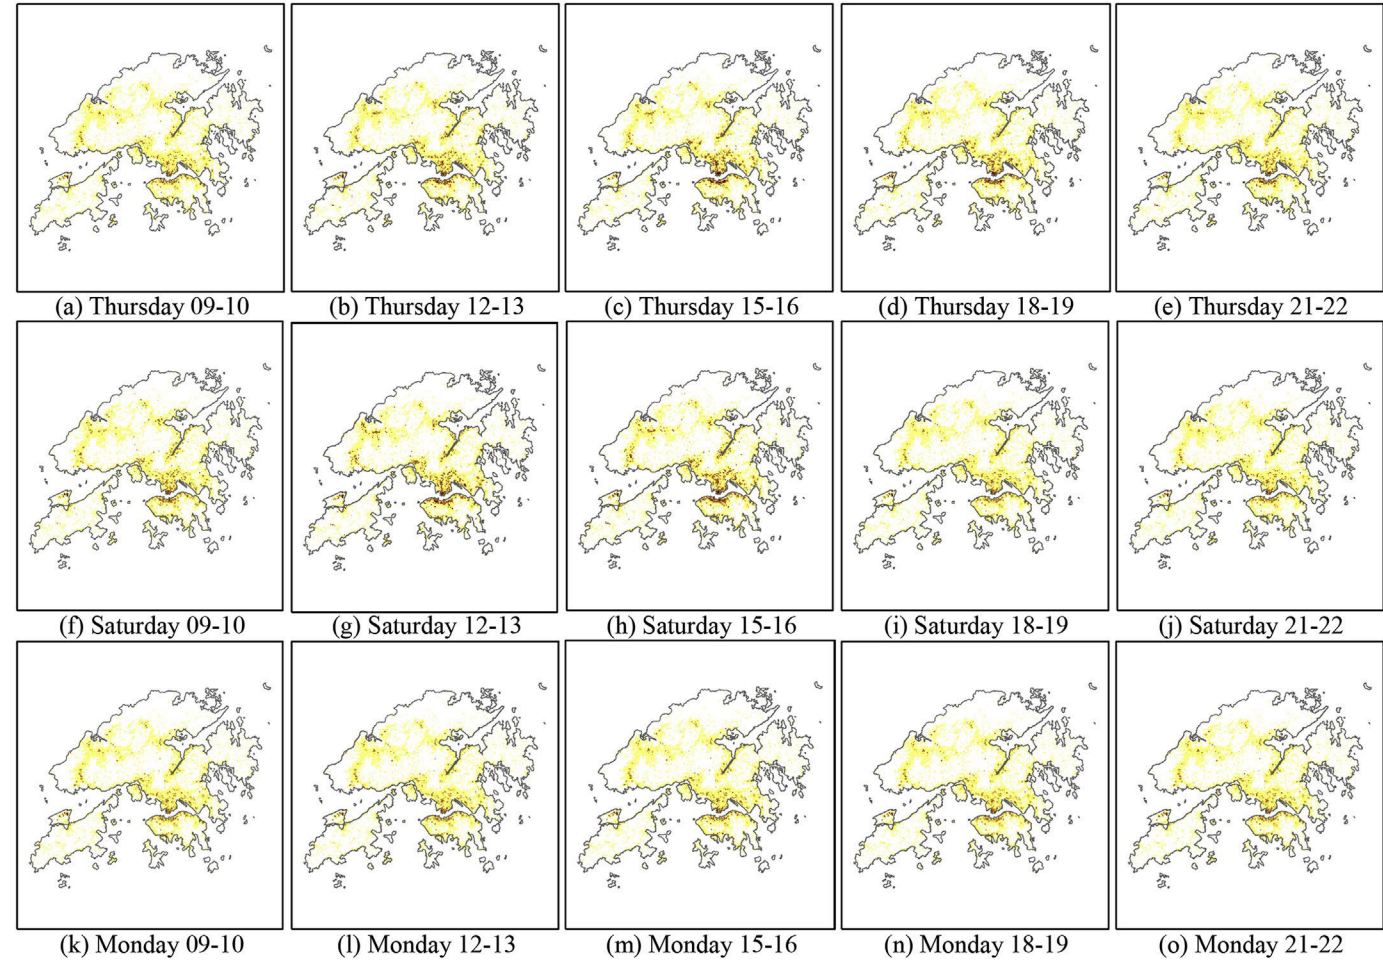 (a) Thursday 09-10
(b) Thursday 12-13
(c) Thursday 15-16
(d) Thursday 18-19
(e) Thursday 21-22
(f) Saturday 09-10
(g) Saturday 12-13
(h) Saturday 15-16
(i) Saturday 18-19
(j) Saturday 21-22
(k) Monday 09-10
(l) Monday 12-13
(m) Monday 15-16
(n) Monday 18-19
(o) Monday 21-22